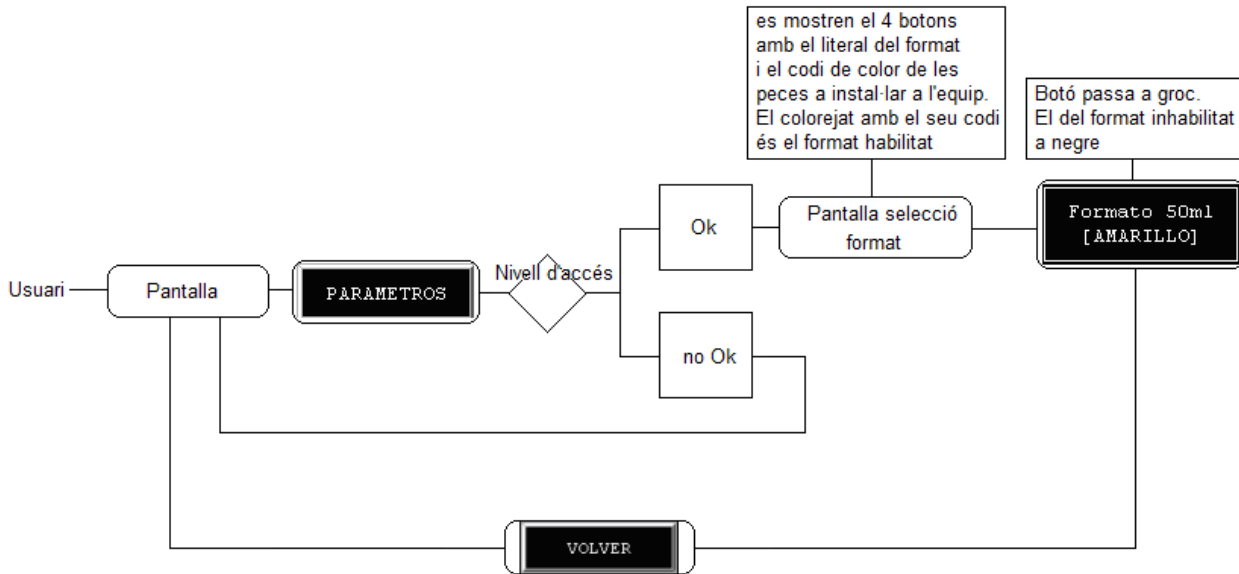 es mostren el 4 botons
amb el literal del format
i el codi de color de les
peces a instal·lar a l'equip.
El colorejat amb el seu codi
és el format habilitat
Botó passa a groc.
El del format inhabilitat
a negre
Ok
Pantalla selecció
format
Formato 50ml
[AMARILLO]
Nivell d'accés
Usuari
Pantalla
PARAMETROS
no Ok
VOLVER